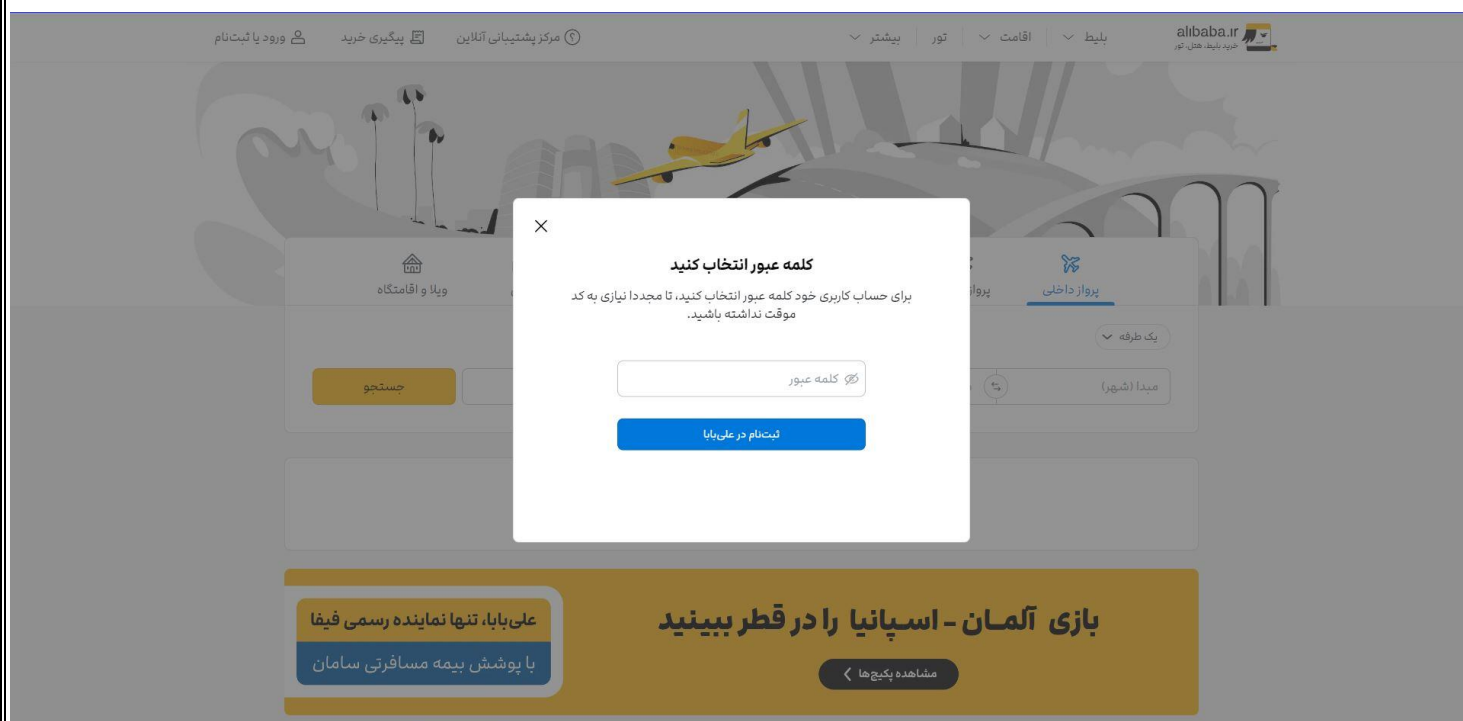 alibaba.ir
خرید بلیط، هتل، تور
بلیط
اقامت
تور
بیشتر
مرکز پشتیبانی آنلاین
پیگیری خرید
ورود یا ثبت‌نام
پرواز داخلی
پرواز
ویلا و اقامتگاه
یک طرفه
مبدا (شهر)
جستجو
کلمه عبور انتخاب کنید
برای حساب کاربری خود کلمه عبور انتخاب کنید، تا مجددا نیازی به کد
موقت نداشته باشید.
کلمه عبور
ثبت‌نام در علی‌بابا
بازی آلمـان - اسـپانیا را در قطر ببینید
مشاهده پکیج‌ها
علی‌بابا، تنها نماینده رسمی فیفا
با پوشش بیمه مسافرتی سامان